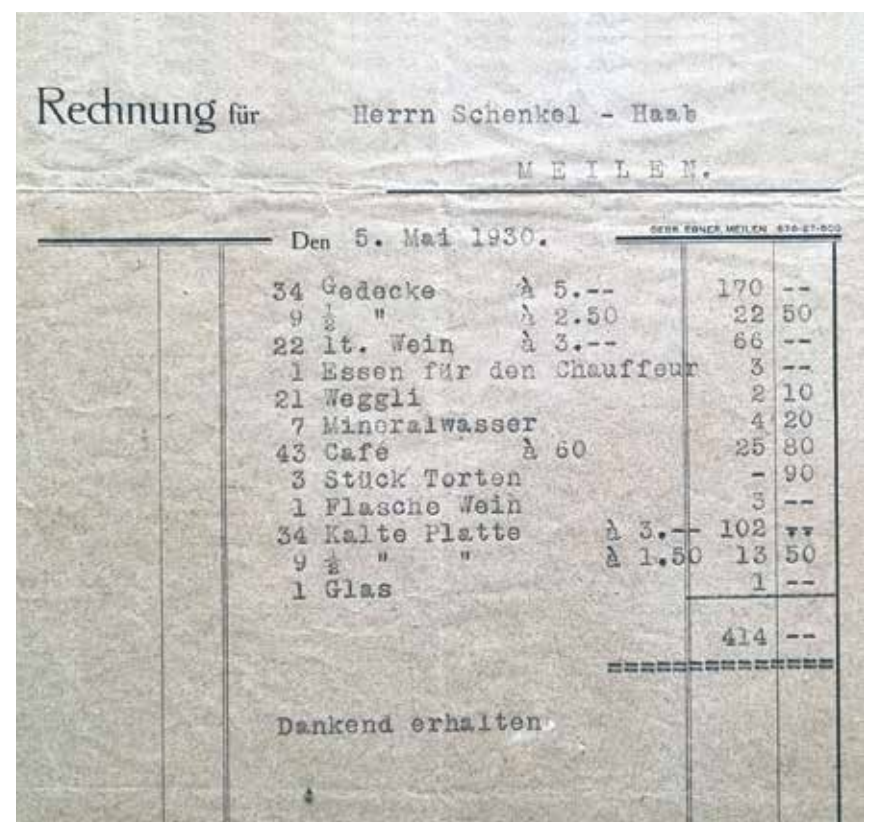 Rechnung für Herrn Schenkel - Haab
MEILEN.
Den 5. Mai 1930.
GEBR. EBNER, MEILEN
34 Gedecke à 5.-- 170 --
9 ½ " à 2.50 22 50
22 lt. Wein à 3.-- 66 --
1 Essen für den Chauffeur 3 --
21 Weggli 2 10
7 Mineralwasser 4 20
43 Café à 60 25 80
3 Stück Torten - 90
1 Flasche Wein 3 --
34 Kalte Platte à 3.-- 102 --
9 ½ " " à 1.50 13 50
1 Glas 1 --
414 --
Dankend erhalten